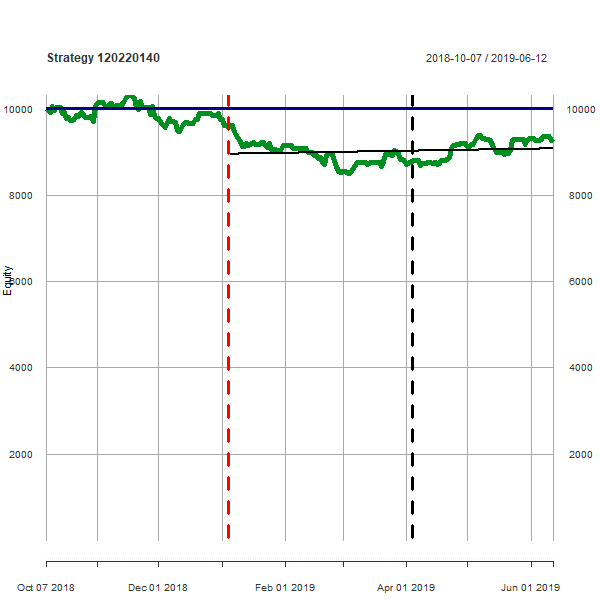 Strategy 120220140
2018-10-07 / 2019-06-12
10000
10000
8000
8000
Equity
6000
6000
4000
4000
2000
2000
Oct 07 2018
Dec 01 2018
Feb 01 2019
Apr 01 2019
Jun 01 2019